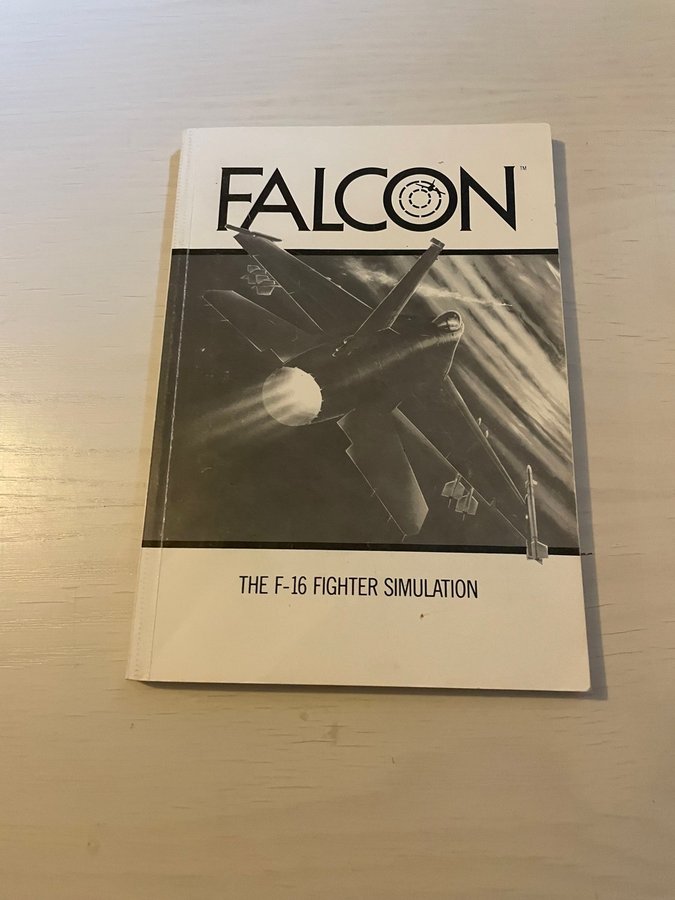 FALCON™
THE F-16 FIGHTER SIMULATION